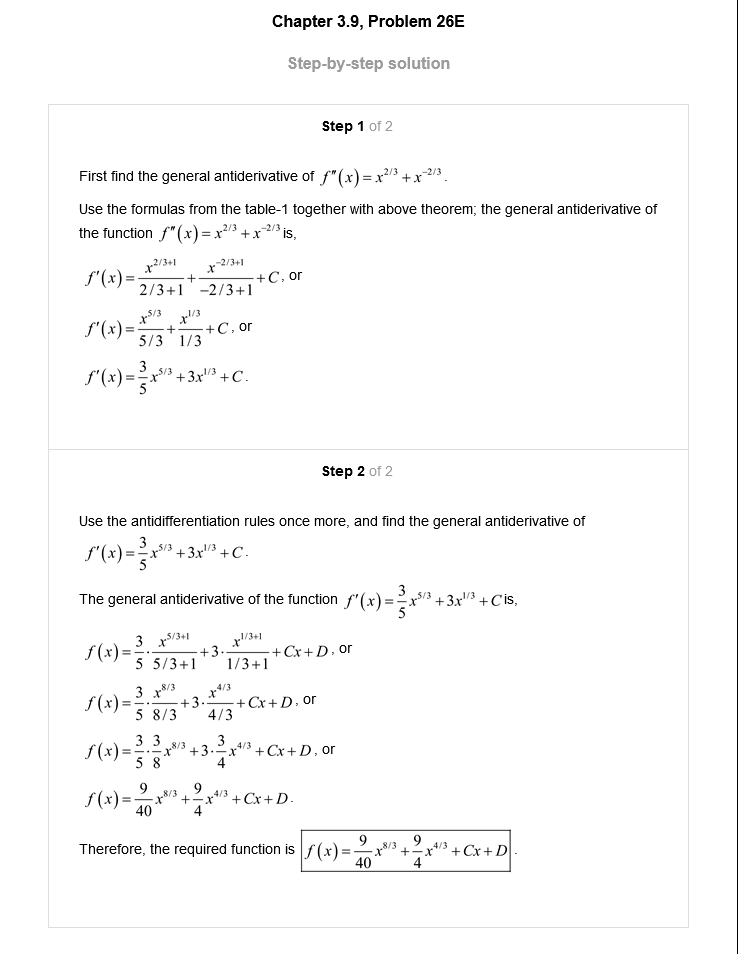 Chapter 3.9, Problem 26E
Step-by-step solution
Step 1 of 2
First find the general antiderivative of f″(x) = x^{2/3} + x^{-2/3}.
Use the formulas from the table-1 together with above theorem; the general antiderivative of
the function f″(x) = x^{2/3} + x^{-2/3} is,
f′(x) = \frac{x^{2/3+1}}{2/3+1} + \frac{x^{-2/3+1}}{-2/3+1} + C, or
f′(x) = \frac{x^{5/3}}{5/3} + \frac{x^{1/3}}{1/3} + C, or
f′(x) = \frac{3}{5}x^{5/3} + 3x^{1/3} + C.
Step 2 of 2
Use the antidifferentiation rules once more, and find the general antiderivative of
f′(x) = \frac{3}{5}x^{5/3} + 3x^{1/3} + C.
The general antiderivative of the function f′(x) = \frac{3}{5}x^{5/3} + 3x^{1/3} + C is,
f(x) = \frac{3}{5}·\frac{x^{5/3+1}}{5/3+1} + 3·\frac{x^{1/3+1}}{1/3+1} + Cx + D, or
f(x) = \frac{3}{5}·\frac{x^{8/3}}{8/3} + 3·\frac{x^{4/3}}{4/3} + Cx + D, or
f(x) = \frac{3}{5}·\frac{3}{8}x^{8/3} + 3·\frac{3}{4}x^{4/3} + Cx + D, or
f(x) = \frac{9}{40}x^{8/3} + \frac{9}{4}x^{4/3} + Cx + D.
Therefore, the required function is f(x) = \frac{9}{40}x^{8/3} + \frac{9}{4}x^{4/3} + Cx + D.